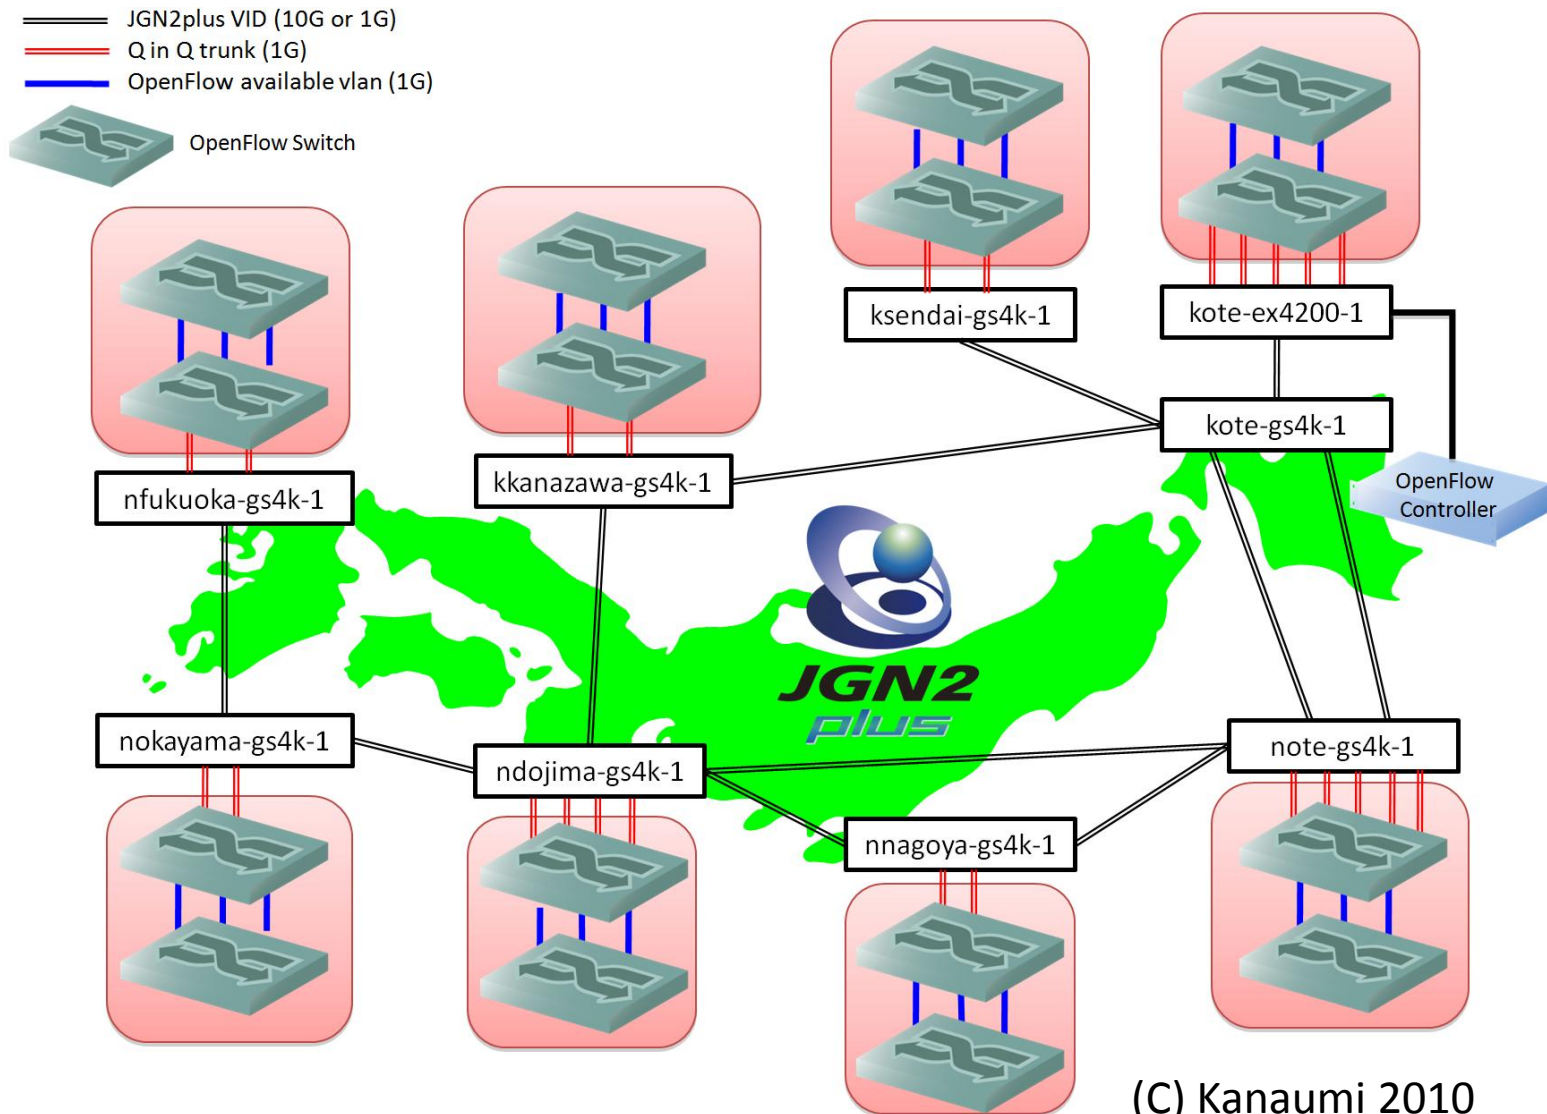 JGN2plus VID (10G or 1G)
Q in Q trunk (1G)
OpenFlow available vlan (1G)
OpenFlow Switch
ksendai-gs4k-1
kote-ex4200-1
kote-gs4k-1
kkanazawa-gs4k-1
nfukuoka-gs4k-1
OpenFlow
Controller
JGN2
plus
nokayama-gs4k-1
ndojima-gs4k-1
note-gs4k-1
nnagoya-gs4k-1
(C) Kanaumi 2010